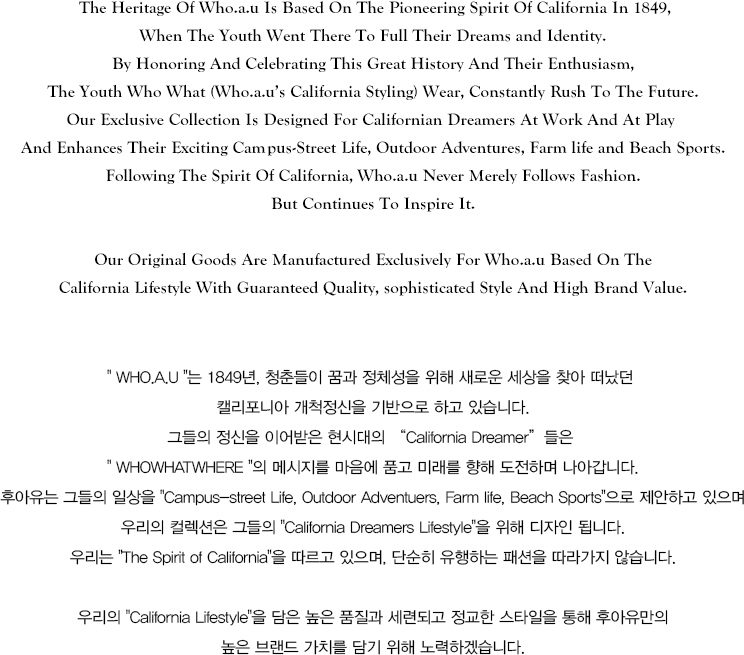 The Heritage Of Who.a.u Is Based On The Pioneering Spirit Of California In 1849,
When The Youth Went There To Full Their Dreams and Identity.
By Honoring And Celebrating This Great History And Their Enthusiasm,
The Youth Who What (Who.a.u's California Styling) Wear, Constantly Rush To The Future.
Our Exclusive Collection Is Designed For Californian Dreamers At Work And At Play
And Enhances Their Exciting Campus-Street Life, Outdoor Adventures, Farm life and Beach Sports.
Following The Spirit Of California, Who.a.u Never Merely Follows Fashion.
But Continues To Inspire It.
Our Original Goods Are Manufactured Exclusively For Who.a.u Based On The
California Lifestyle With Guaranteed Quality, sophisticated Style And High Brand Value.
" WHO.A.U "는 1849년, 청춘들이 꿈과 정체성을 위해 새로운 세상을 찾아 떠났던
캘리포니아 개척정신을 기반으로 하고 있습니다.
그들의 정신을 이어받은 현시대의 “California Dreamer” 들은
" WHOWHATWHERE "의 메시지를 마음에 품고 미래를 향해 도전하며 나아갑니다.
후아유는 그들의 일상을 "Campus-street Life, Outdoor Adventuers, Farm life, Beach Sports"으로 제안하고 있으며
우리의 컬렉션은 그들의 "California Dreamers Lifestyle"을 위해 디자인 됩니다.
우리는 "The Spirit of California"을 따르고 있으며, 단순히 유행하는 패션을 따라가지 않습니다.
우리의 "California Lifestyle"을 담은 높은 품질과 세련되고 정교한 스타일을 통해 후아유만의
높은 브랜드 가치를 담기 위해 노력하겠습니다.